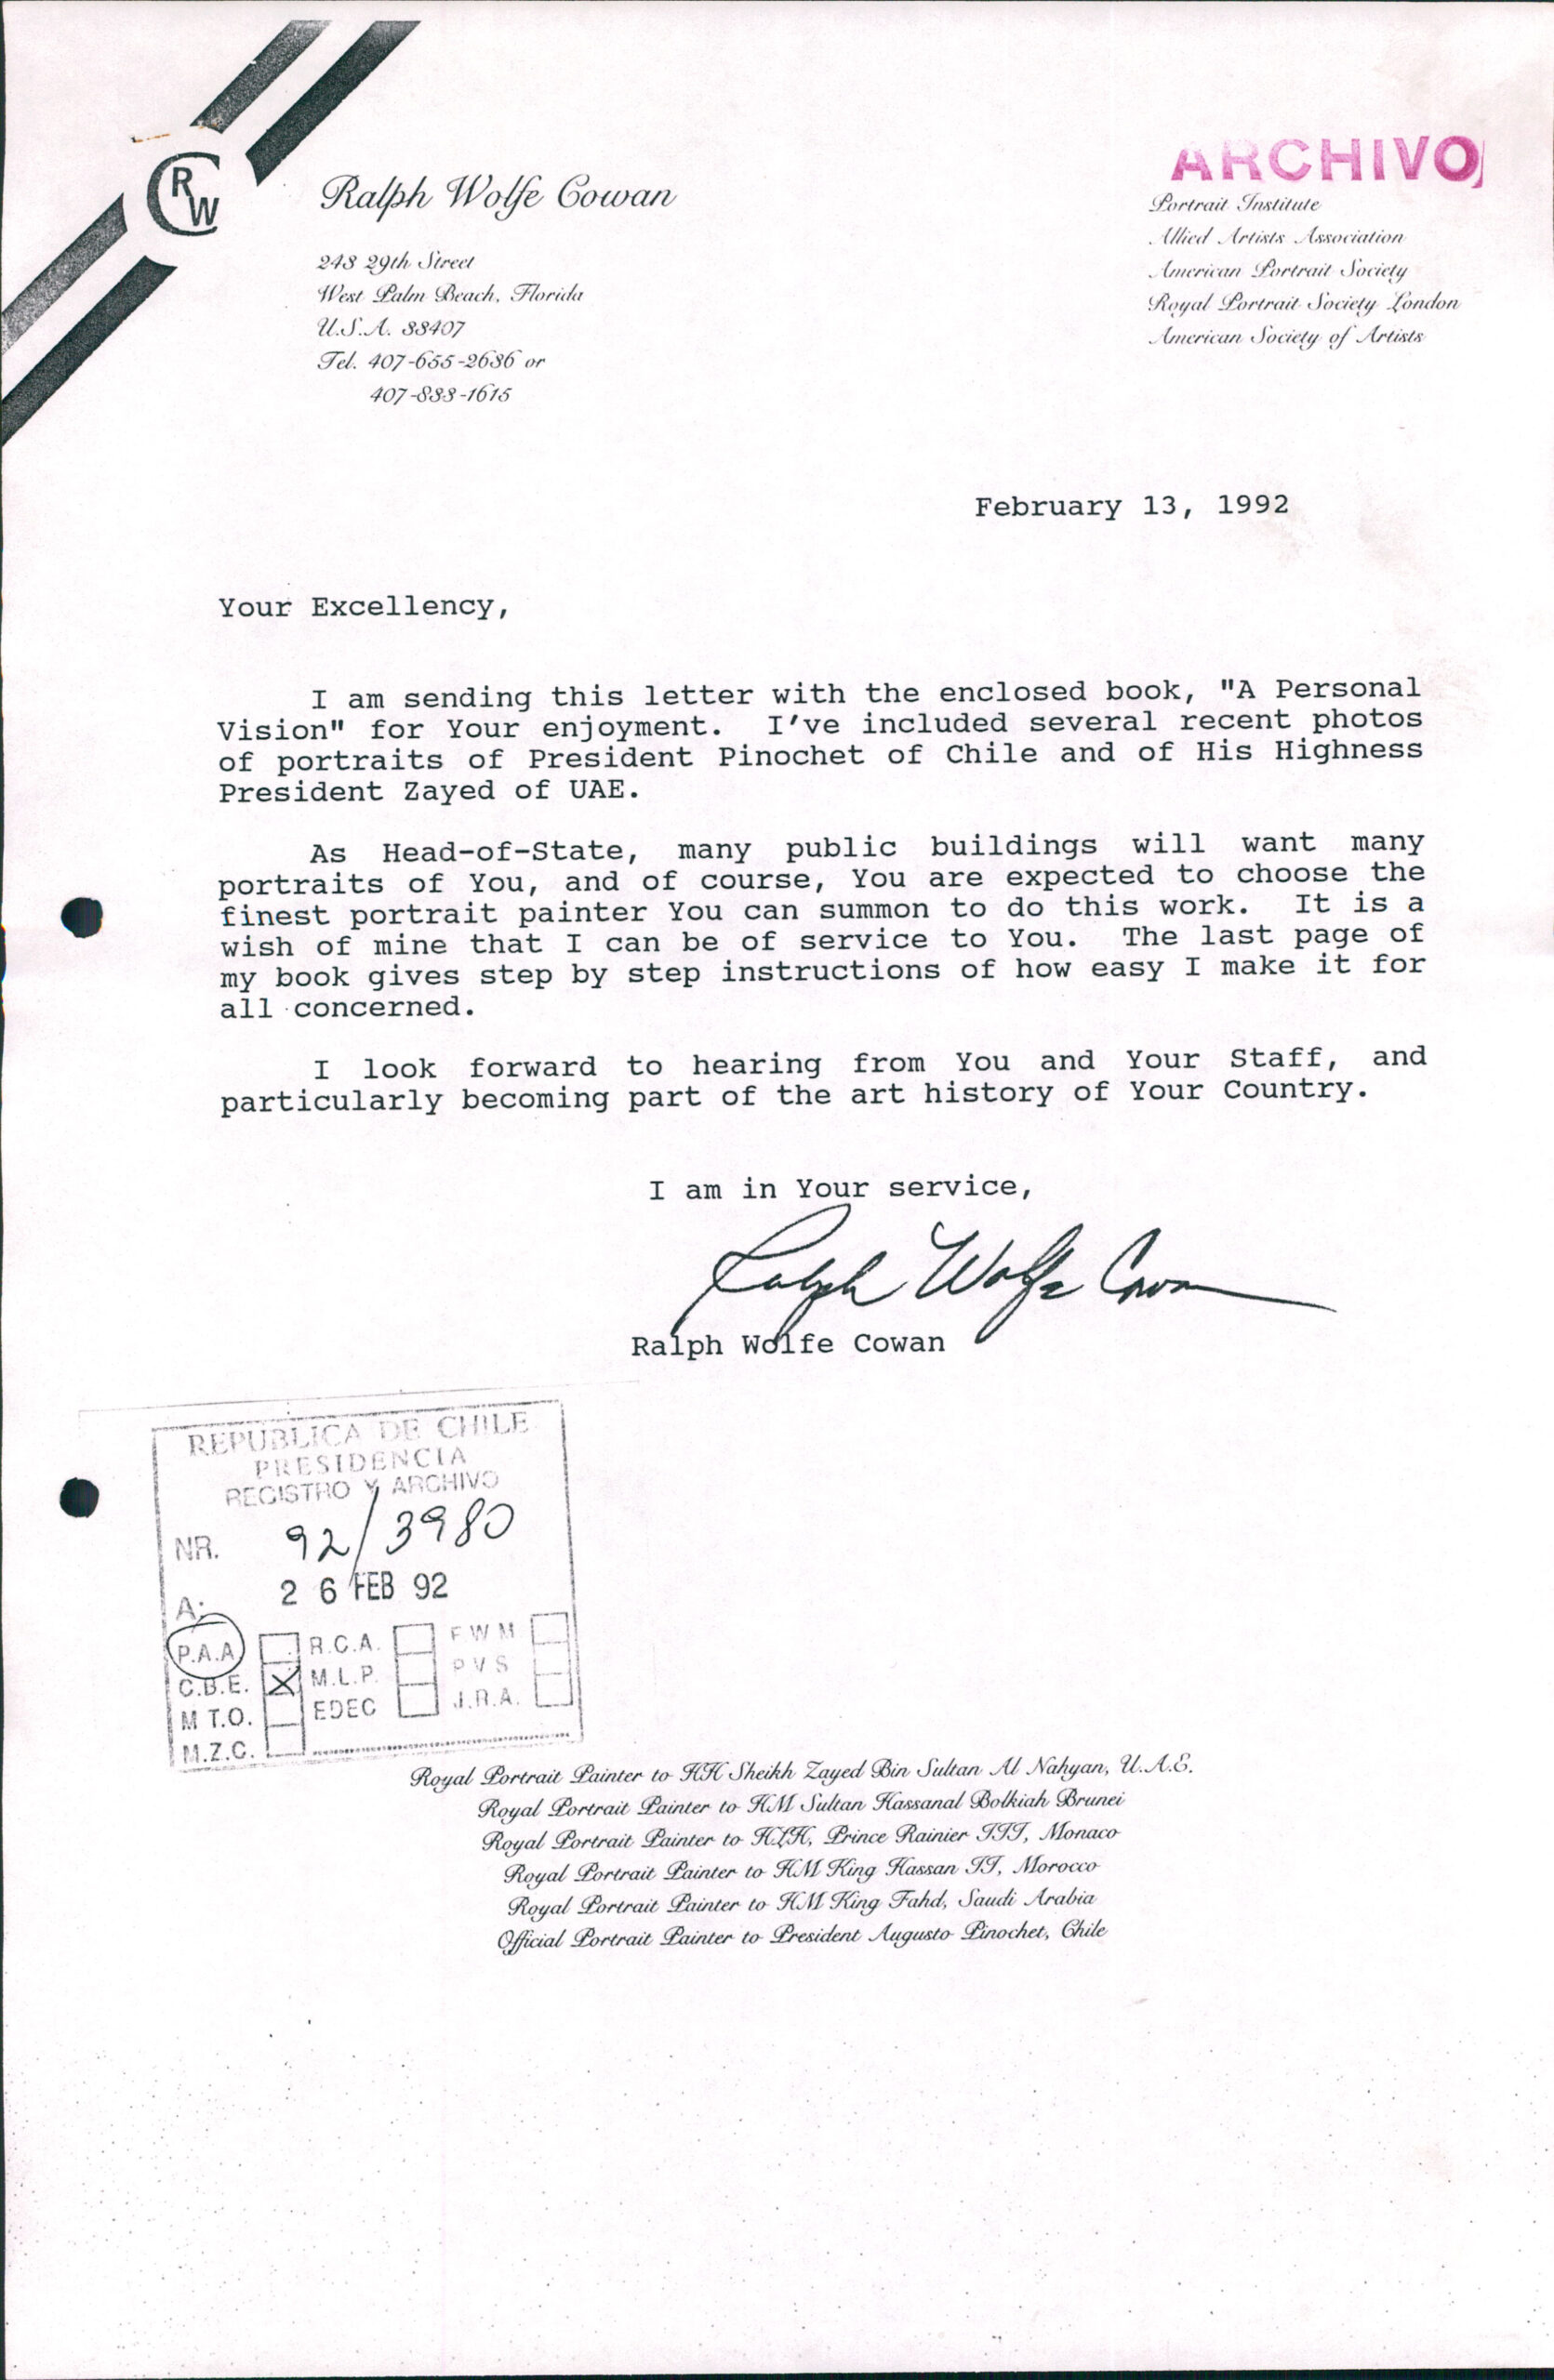 CRW
Ralph Wolfe Cowan
243 29th Street
West Palm Beach, Florida
U.S.A. 33407
Tel. 407-655-2636 or
407-833-1615
ARCHIVO
Portrait Institute
Allied Artists Association
American Portrait Society
Royal Portrait Society London
American Society of Artists
February 13, 1992
Your Excellency,
I am sending this letter with the enclosed book, "A Personal
Vision" for Your enjoyment. I've included several recent photos
of portraits of President Pinochet of Chile and of His Highness
President Zayed of UAE.
As Head-of-State, many public buildings will want many
portraits of You, and of course, You are expected to choose the
finest portrait painter You can summon to do this work. It is a
wish of mine that I can be of service to You. The last page of
my book gives step by step instructions of how easy I make it for
all concerned.
I look forward to hearing from You and Your Staff, and
particularly becoming part of the art history of Your Country.
I am in Your service,
Ralph Wolfe Cowan
Ralph Wolfe Cowan
REPUBLICA DE CHILE
PRESIDENCIA
REGISTRO Y ARCHIVO
NR. 92/3980
A: 26 FEB 92
P.A.A R.C.A. F W M
C.B.E. X M.L.P. P V S
M T.O. EDEC J.R.A.
M.Z.C.
Royal Portrait Painter to HH Sheikh Zayed Bin Sultan Al Nahyan, U.A.E.
Royal Portrait Painter to HM Sultan Hassanal Bolkiah Brunei
Royal Portrait Painter to HLH, Prince Rainier III, Monaco
Royal Portrait Painter to HM King Hassan II, Morocco
Royal Portrait Painter to HM King Fahd, Saudi Arabia
Official Portrait Painter to President Augusto Pinochet, Chile